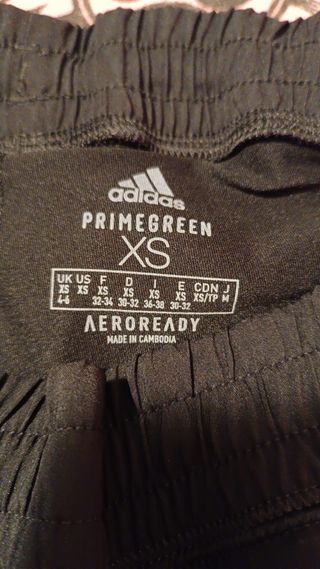 adidas
PRIMEGREEN
XS
UK US F D I E CDN J
XS XS XS XS XS XS XS/TP M
4-6 32-34 30-32 36-38 30-32
AEROREADY
MADE IN CAMBODIA